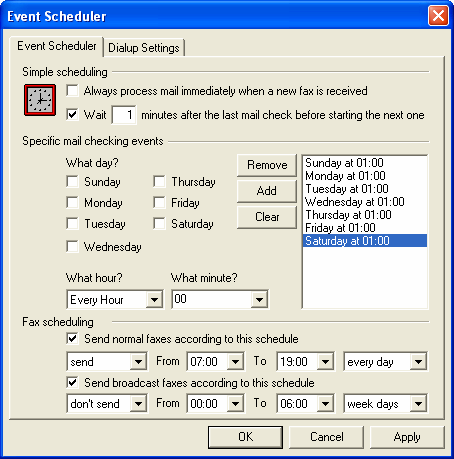 Event Scheduler
Event Scheduler
Dialup Settings
Simple scheduling
Always process mail immediately when a new fax is received
Wait 1 minutes after the last mail check before starting the next one
Specific mail checking events
What day?
Sunday
Thursday
Monday
Friday
Tuesday
Saturday
Wednesday
Remove
Add
Clear
Sunday at 01:00
Monday at 01:00
Tuesday at 01:00
Wednesday at 01:00
Thursday at 01:00
Friday at 01:00
Saturday at 01:00
What hour?
What minute?
Every Hour
00
Fax scheduling
Send normal faxes according to this schedule
send From 07:00 To 19:00 every day
Send broadcast faxes according to this schedule
don't send From 00:00 To 06:00 week days
OK
Cancel
Apply